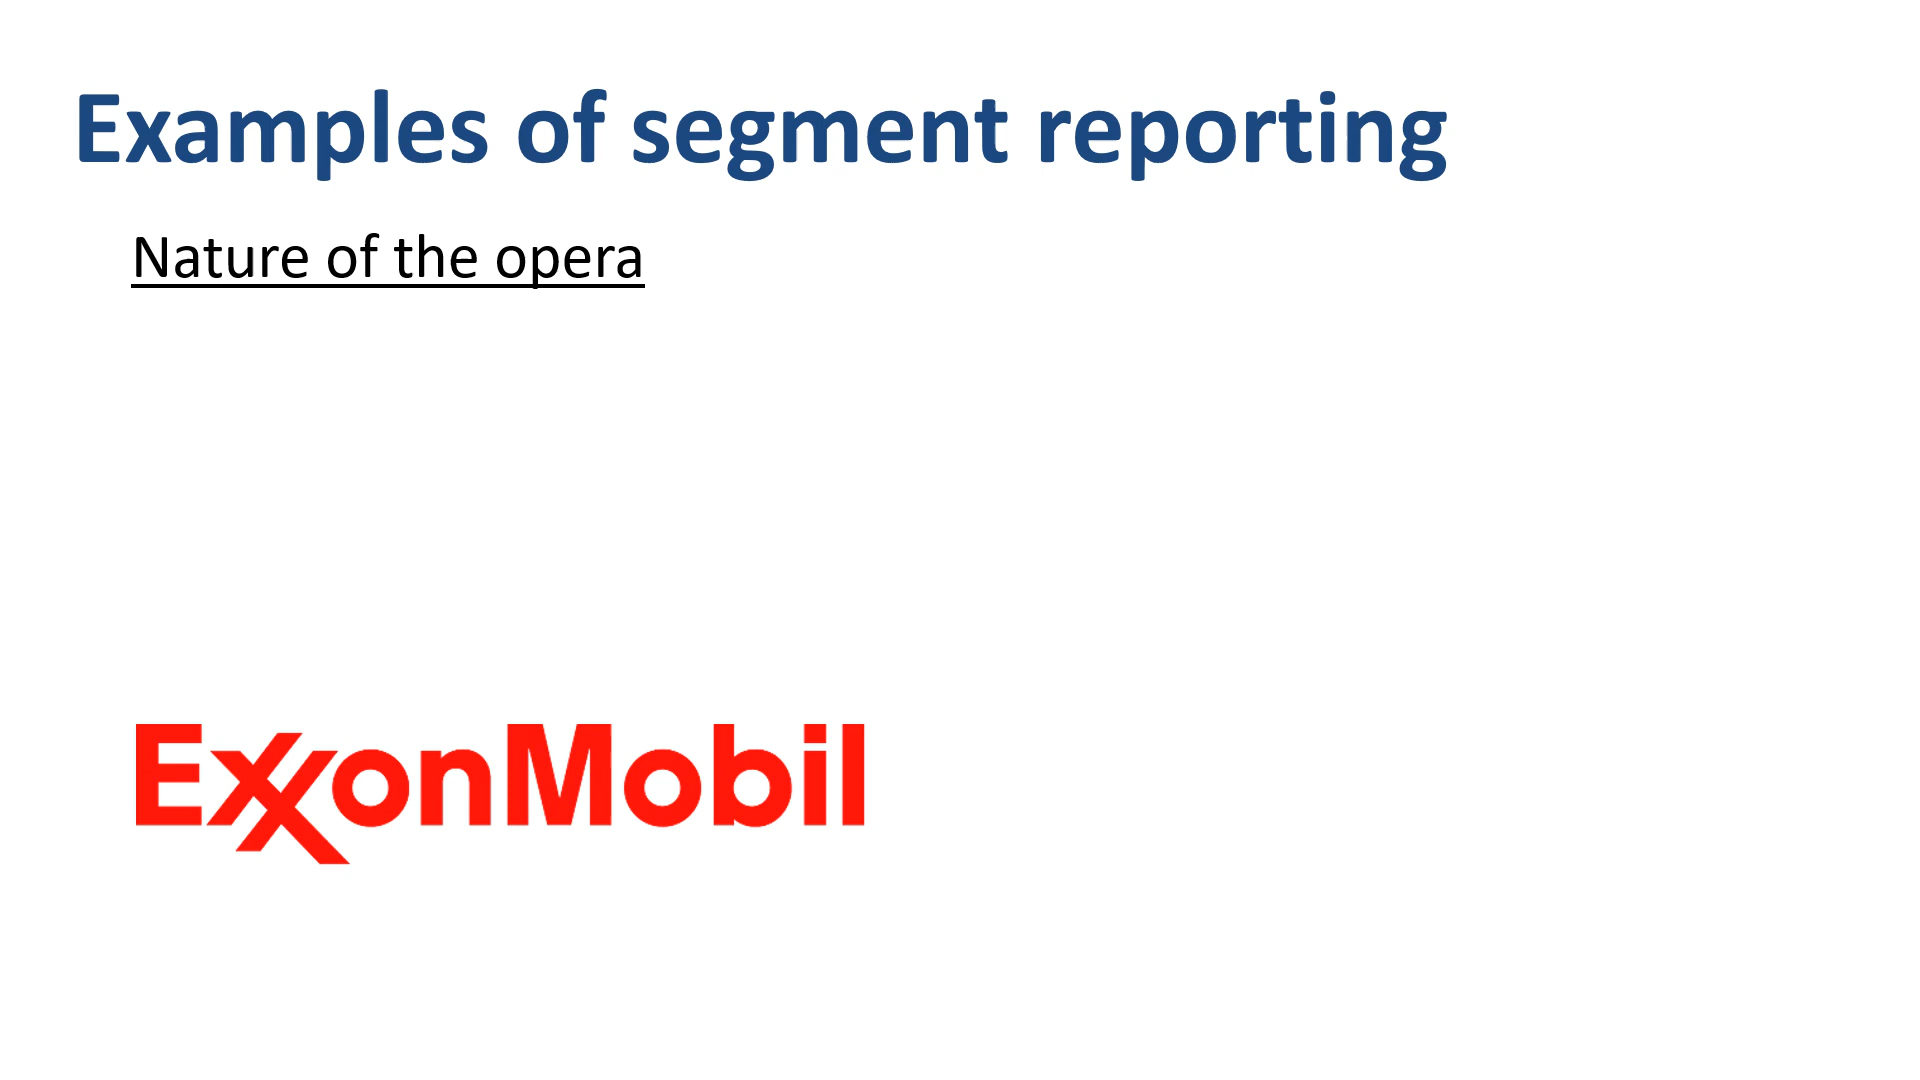 Examples of segment reporting
Nature of the opera
ExxonMobil